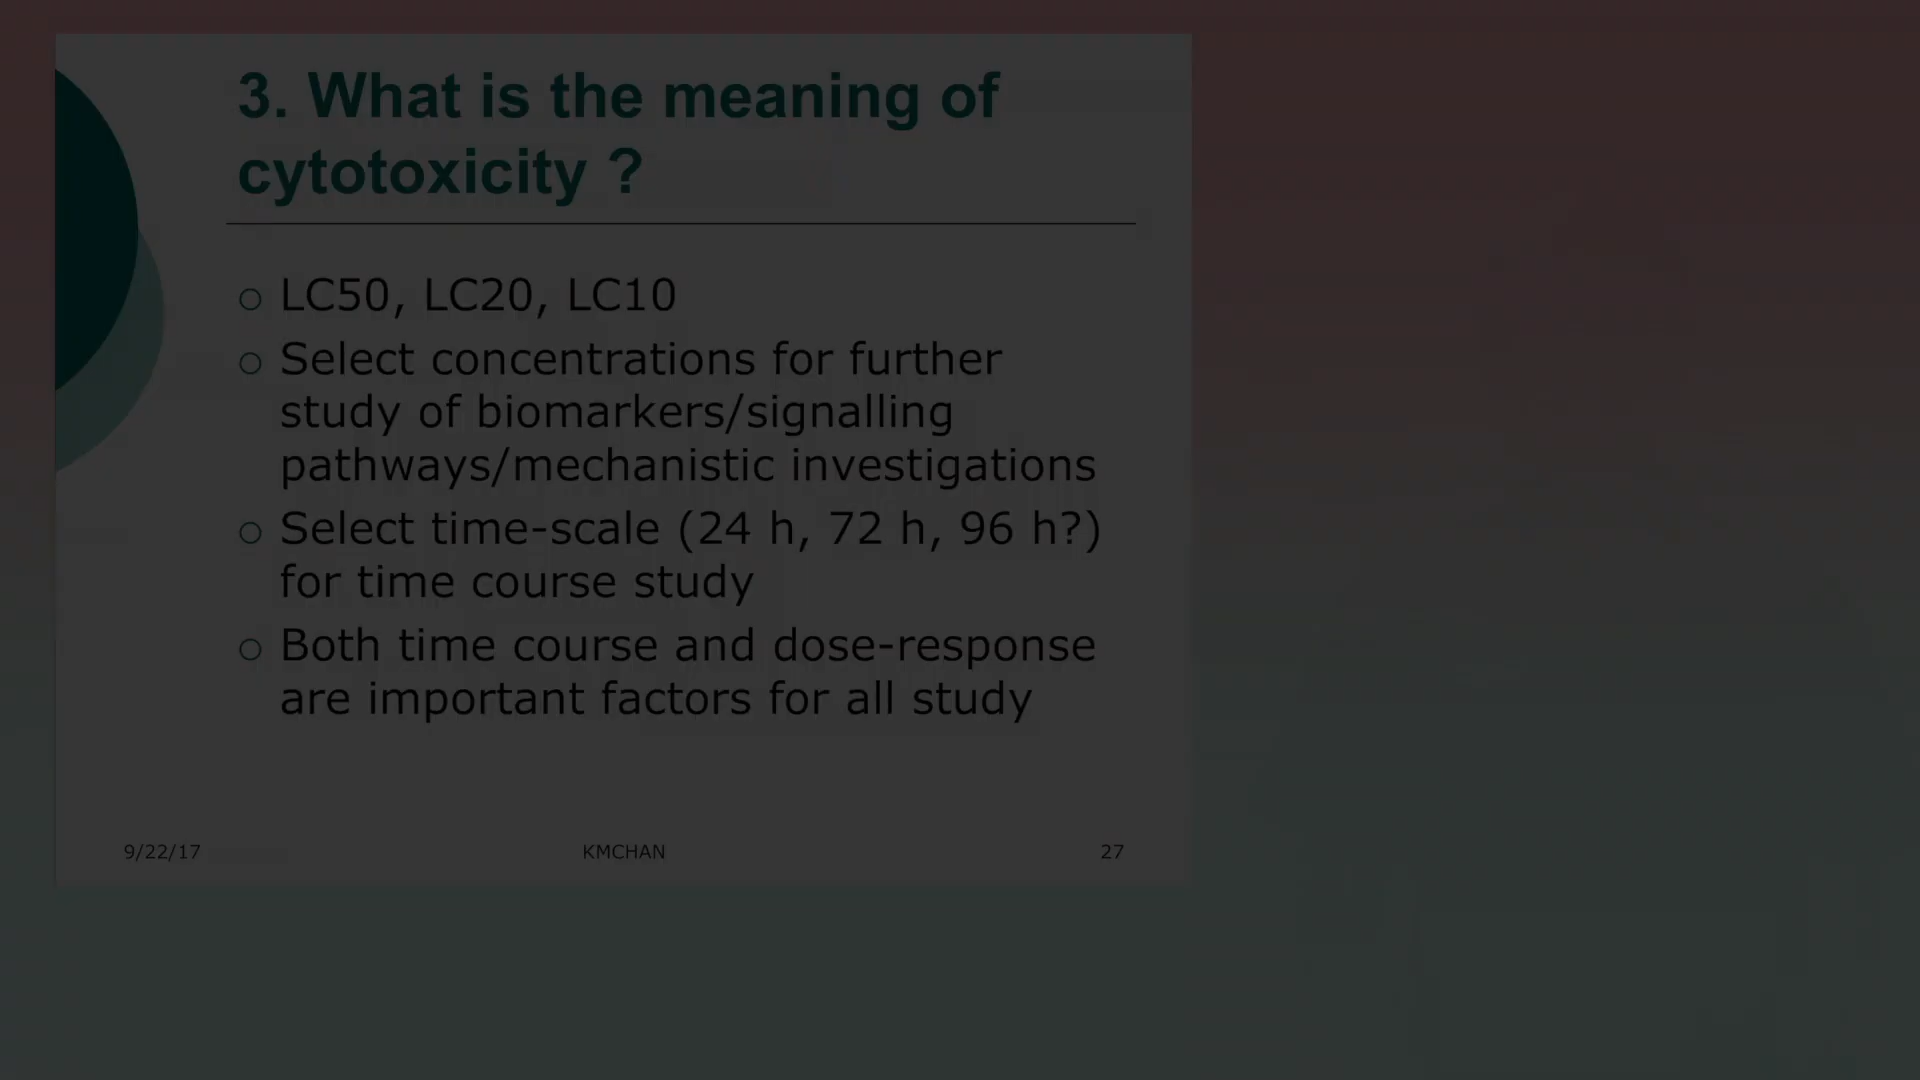 3. What is the meaning of
cytotoxicity ?
LC50, LC20, LC10
Select concentrations for further
study of biomarkers/signalling
pathways/mechanistic investigations
Select time-scale (24 h, 72 h, 96 h?)
for time course study
Both time course and dose-response
are important factors for all study
9/22/17
KMCHAN
27